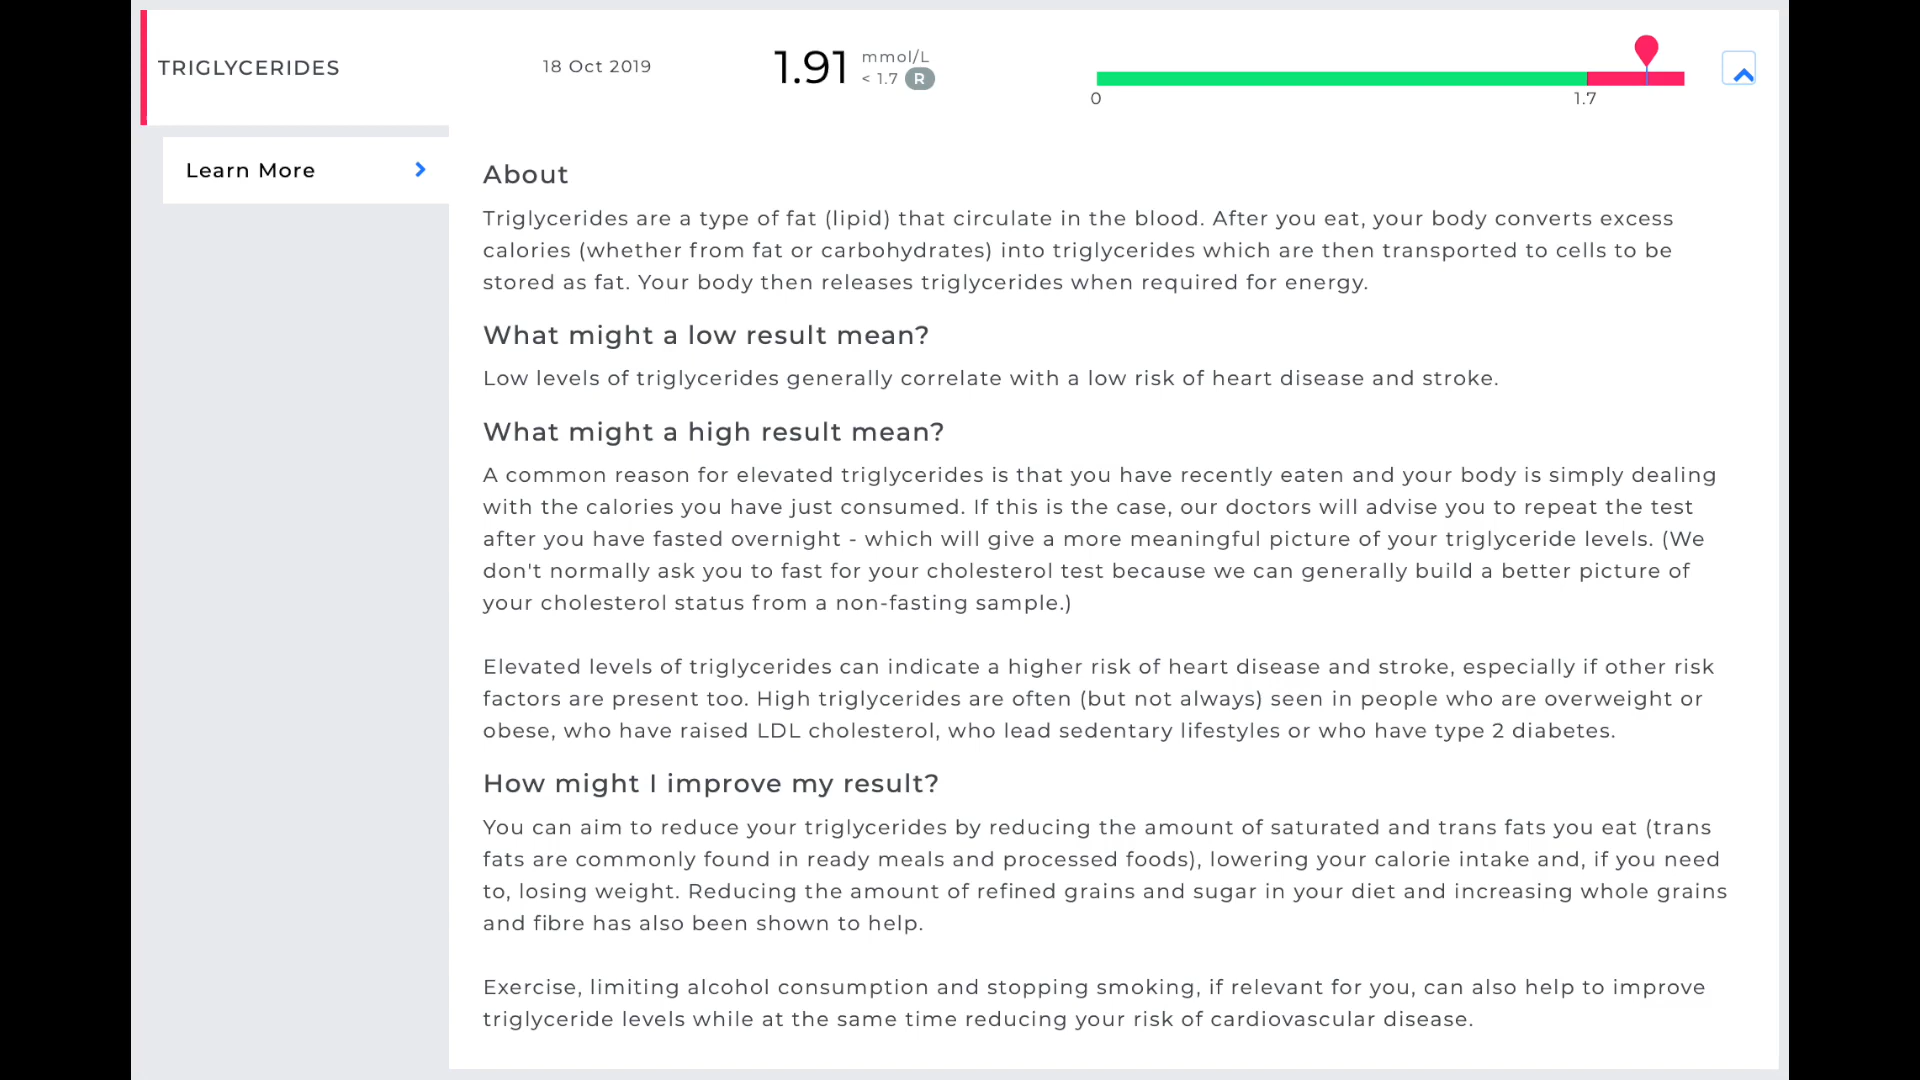 TRIGLYCERIDES
18 Oct 2019
1.91
mmol/L
< 1.7 R
0
1.7
Learn More
About
Triglycerides are a type of fat (lipid) that circulate in the blood. After you eat, your body converts excess
calories (whether from fat or carbohydrates) into triglycerides which are then transported to cells to be
stored as fat. Your body then releases triglycerides when required for energy.
What might a low result mean?
Low levels of triglycerides generally correlate with a low risk of heart disease and stroke.
What might a high result mean?
A common reason for elevated triglycerides is that you have recently eaten and your body is simply dealing
with the calories you have just consumed. If this is the case, our doctors will advise you to repeat the test
after you have fasted overnight - which will give a more meaningful picture of your triglyceride levels. (We
don't normally ask you to fast for your cholesterol test because we can generally build a better picture of
your cholesterol status from a non-fasting sample.)
Elevated levels of triglycerides can indicate a higher risk of heart disease and stroke, especially if other risk
factors are present too. High triglycerides are often (but not always) seen in people who are overweight or
obese, who have raised LDL cholesterol, who lead sedentary lifestyles or who have type 2 diabetes.
How might I improve my result?
You can aim to reduce your triglycerides by reducing the amount of saturated and trans fats you eat (trans
fats are commonly found in ready meals and processed foods), lowering your calorie intake and, if you need
to, losing weight. Reducing the amount of refined grains and sugar in your diet and increasing whole grains
and fibre has also been shown to help.
Exercise, limiting alcohol consumption and stopping smoking, if relevant for you, can also help to improve
triglyceride levels while at the same time reducing your risk of cardiovascular disease.